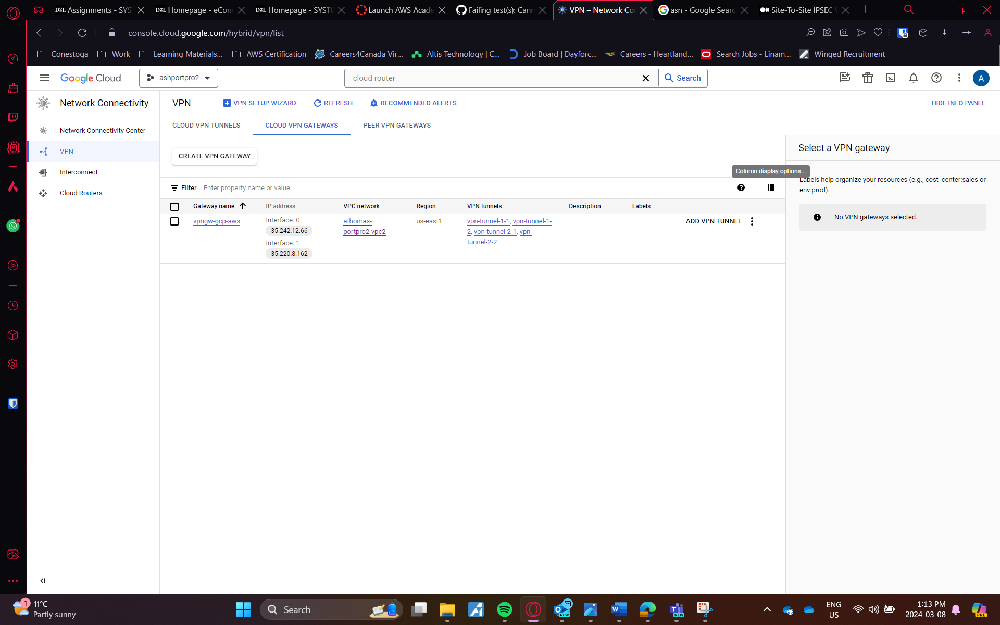 Assignments - SYS
Homepage - eCon
Homepage - SYST8
Launch AWS Acade
Failing test(s): Cann
VPN – Network Co
asn - Google Searc
Site-To-Site IPSEC
console.cloud.google.com/hybrid/vpn/list
Conestoga
Work
Learning Materials...
AWS Certification
Careers4Canada Vir...
Altis Technology | C...
Job Board | Dayforc...
Careers - Heartland...
Search Jobs - Linam...
Winged Recruitment
Google Cloud
ashportpro2
cloud router
Search
A
Network Connectivity
VPN
VPN SETUP WIZARD
REFRESH
RECOMMENDED ALERTS
HIDE INFO PANEL
Network Connectivity Center
VPN
Interconnect
Cloud Routers
CLOUD VPN TUNNELS
CLOUD VPN GATEWAYS
PEER VPN GATEWAYS
CREATE VPN GATEWAY
Column display options...
Filter Enter property name or value
Gateway name
IP address
VPC network
Region
VPN tunnels
Description
Labels
vpngw-gcp-aws
Interface: 0
35.242.12.66
Interface: 1
35.220.8.162
athomas-
portpro2-vpc2
us-east1
vpn-tunnel-1-1, vpn-tunnel-1-
2, vpn-tunnel-2-1, vpn-
tunnel-2-2
ADD VPN TUNNEL
Select a VPN gateway
Labels help organize your resources (e.g., cost_center:sales or
env:prod).
No VPN gateways selected.
1
11°C
Partly sunny
Search
NEW
NEW
ENG
US
1:13 PM
2024-03-08
PRE